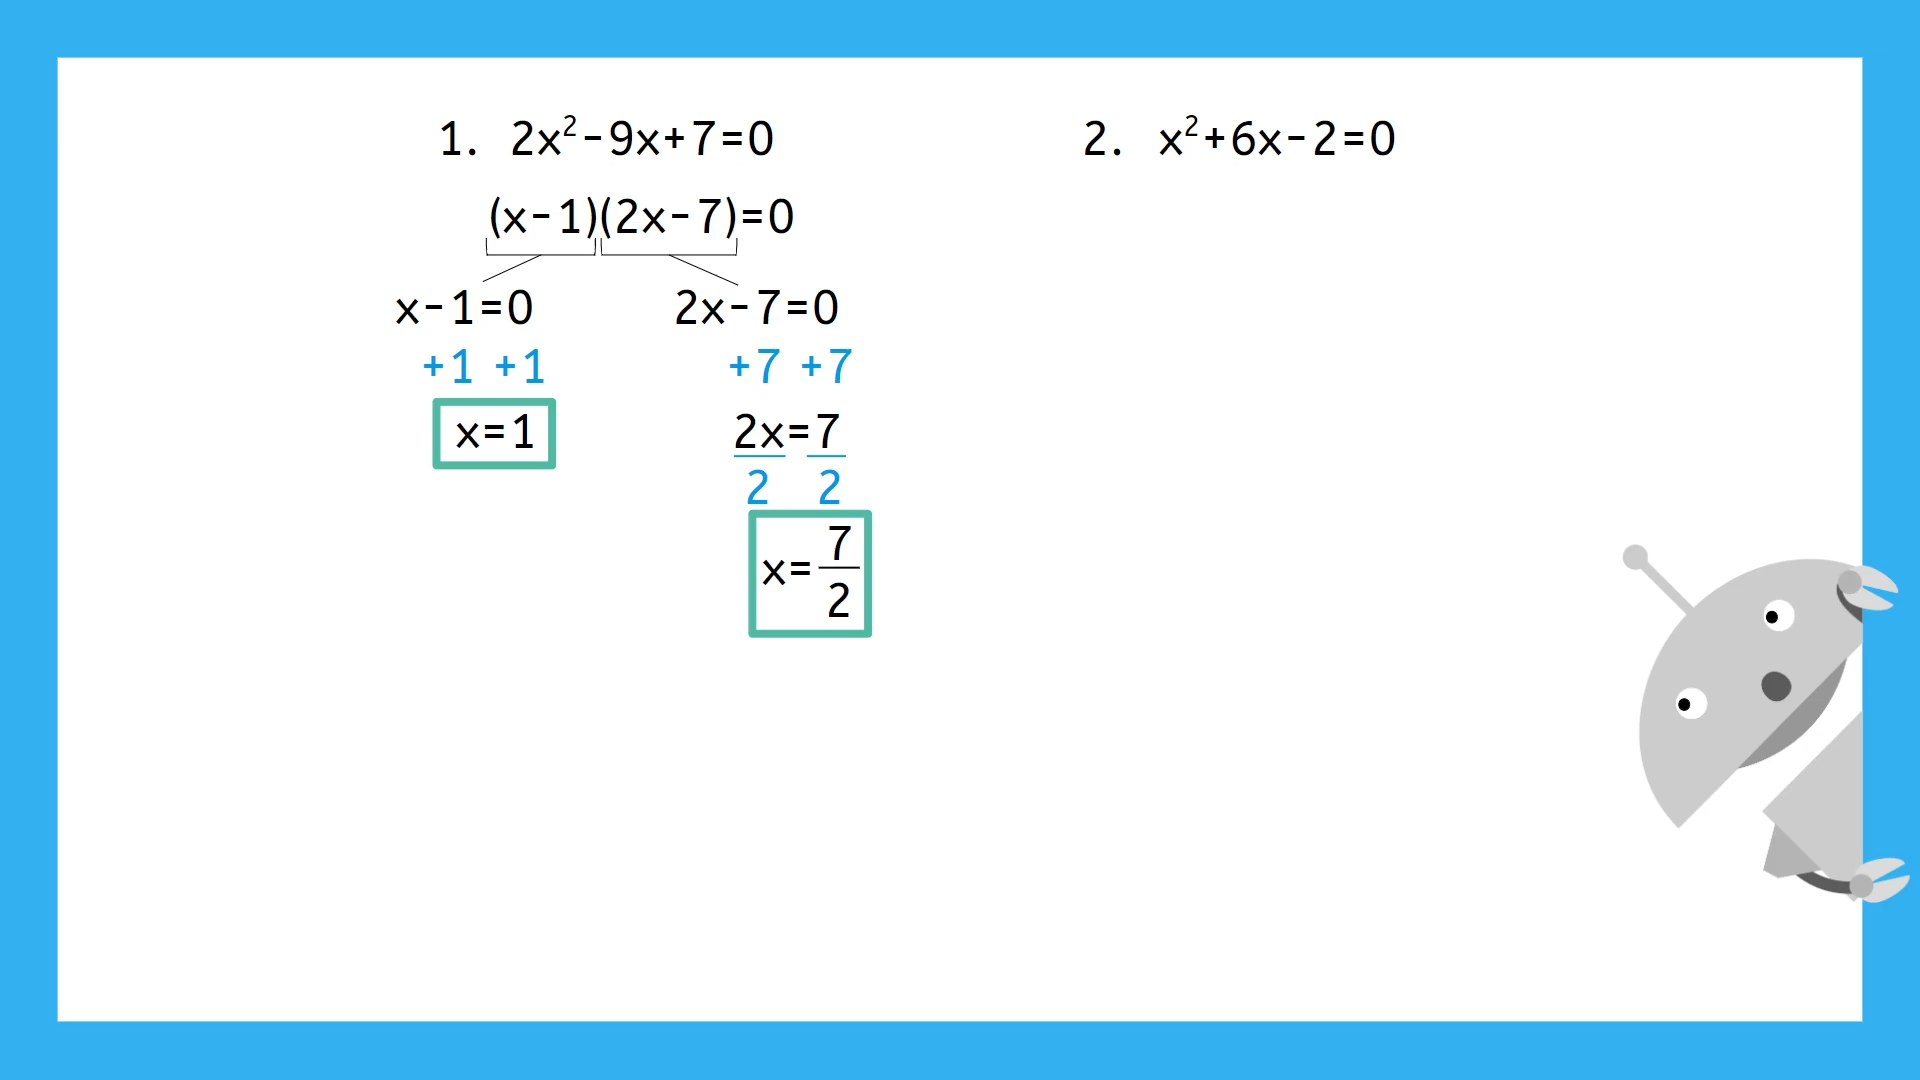 1. 2x²-9x+7=0
(x-1)(2x-7)=0
x-1=0
+1 +1
x=1
2x-7=0
+7 +7
2x=7
2 2
x=7/2
2. x²+6x-2=0